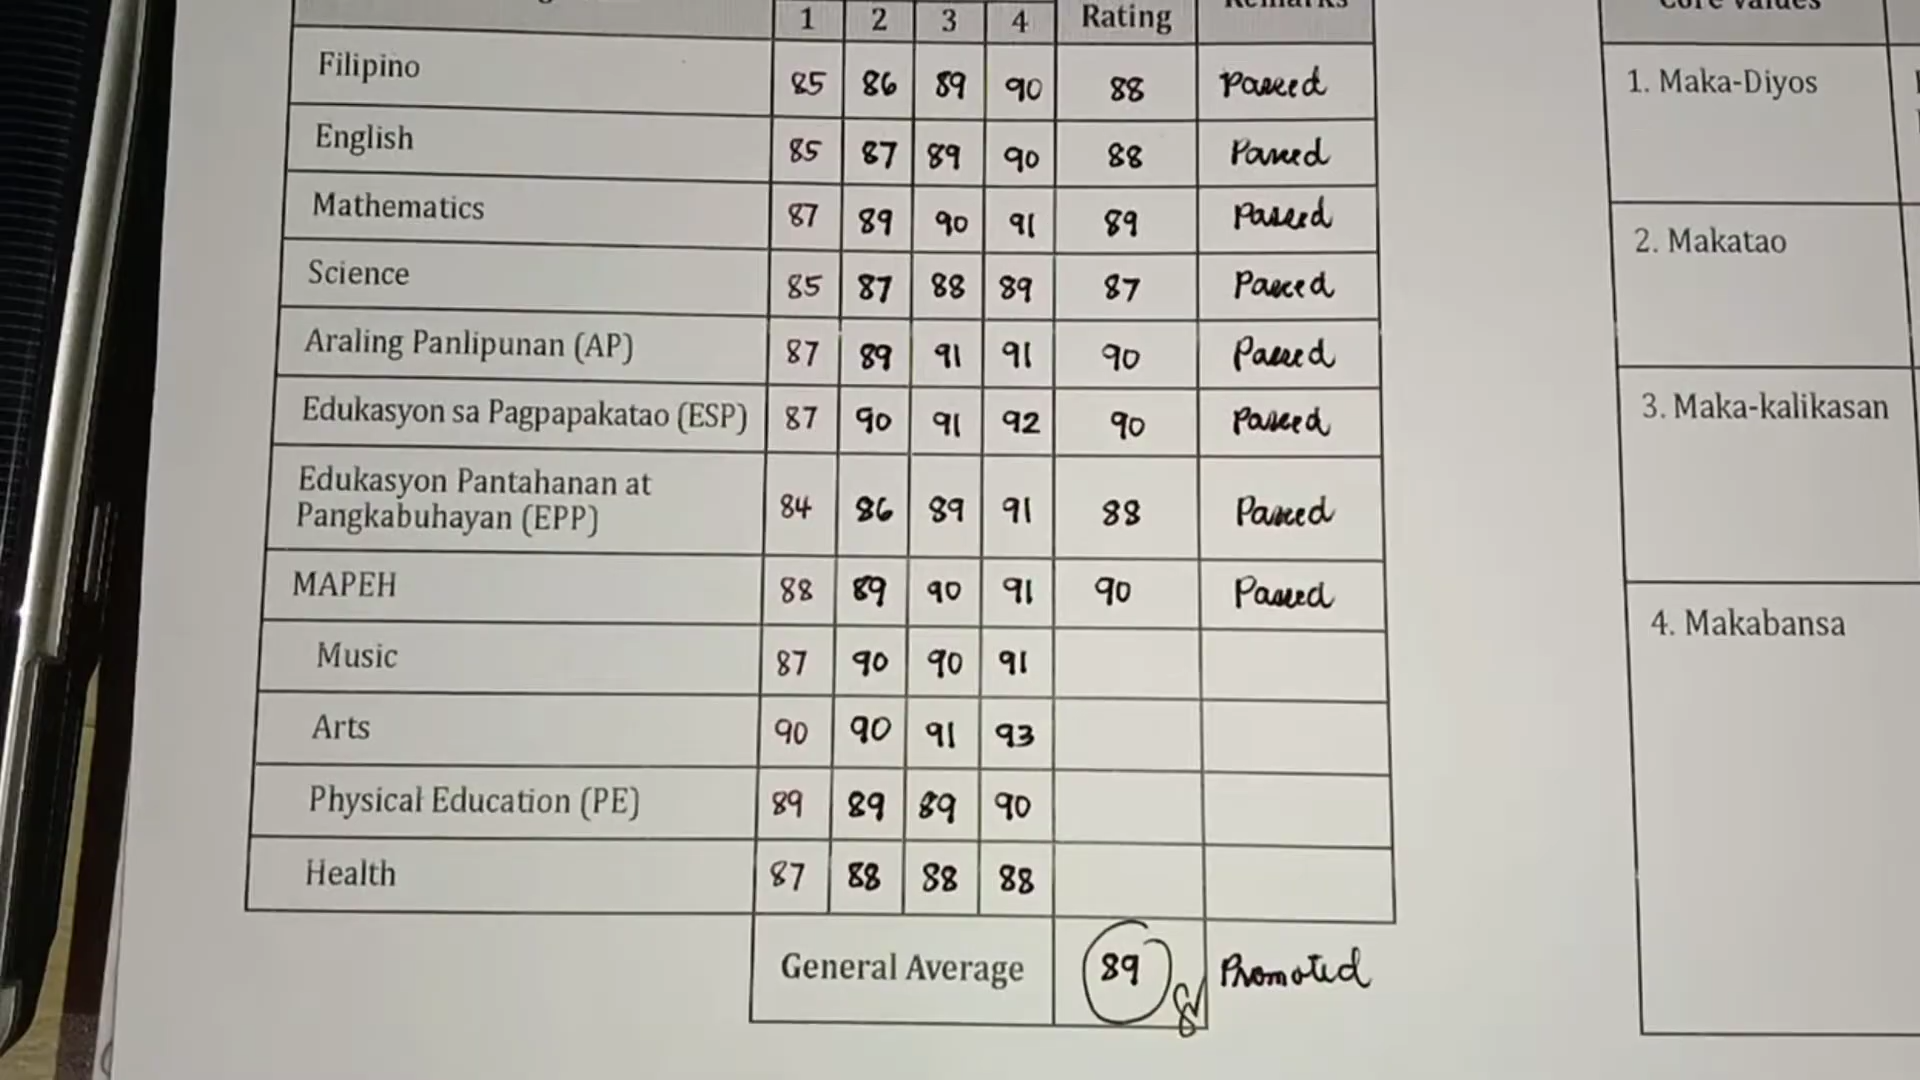 1 2 3 4 Rating Remarks
Filipino 85 86 89 90 88 Passed
English 85 87 89 90 88 Passed
Mathematics 87 89 90 91 89 Passed
Science 85 87 88 89 87 Passed
Araling Panlipunan (AP) 87 89 91 91 90 Passed
Edukasyon sa Pagpapakatao (ESP) 87 90 91 92 90 Passed
Edukasyon Pantahanan at
Pangkabuhayan (EPP) 84 86 89 91 88 Passed
MAPEH 88 89 90 91 90 Passed
Music 87 90 90 91
Arts 90 90 91 93
Physical Education (PE) 89 89 89 90
Health 87 88 88 88
General Average 89 Promoted
Core Values
1. Maka-Diyos
2. Makatao
3. Maka-kalikasan
4. Makabansa